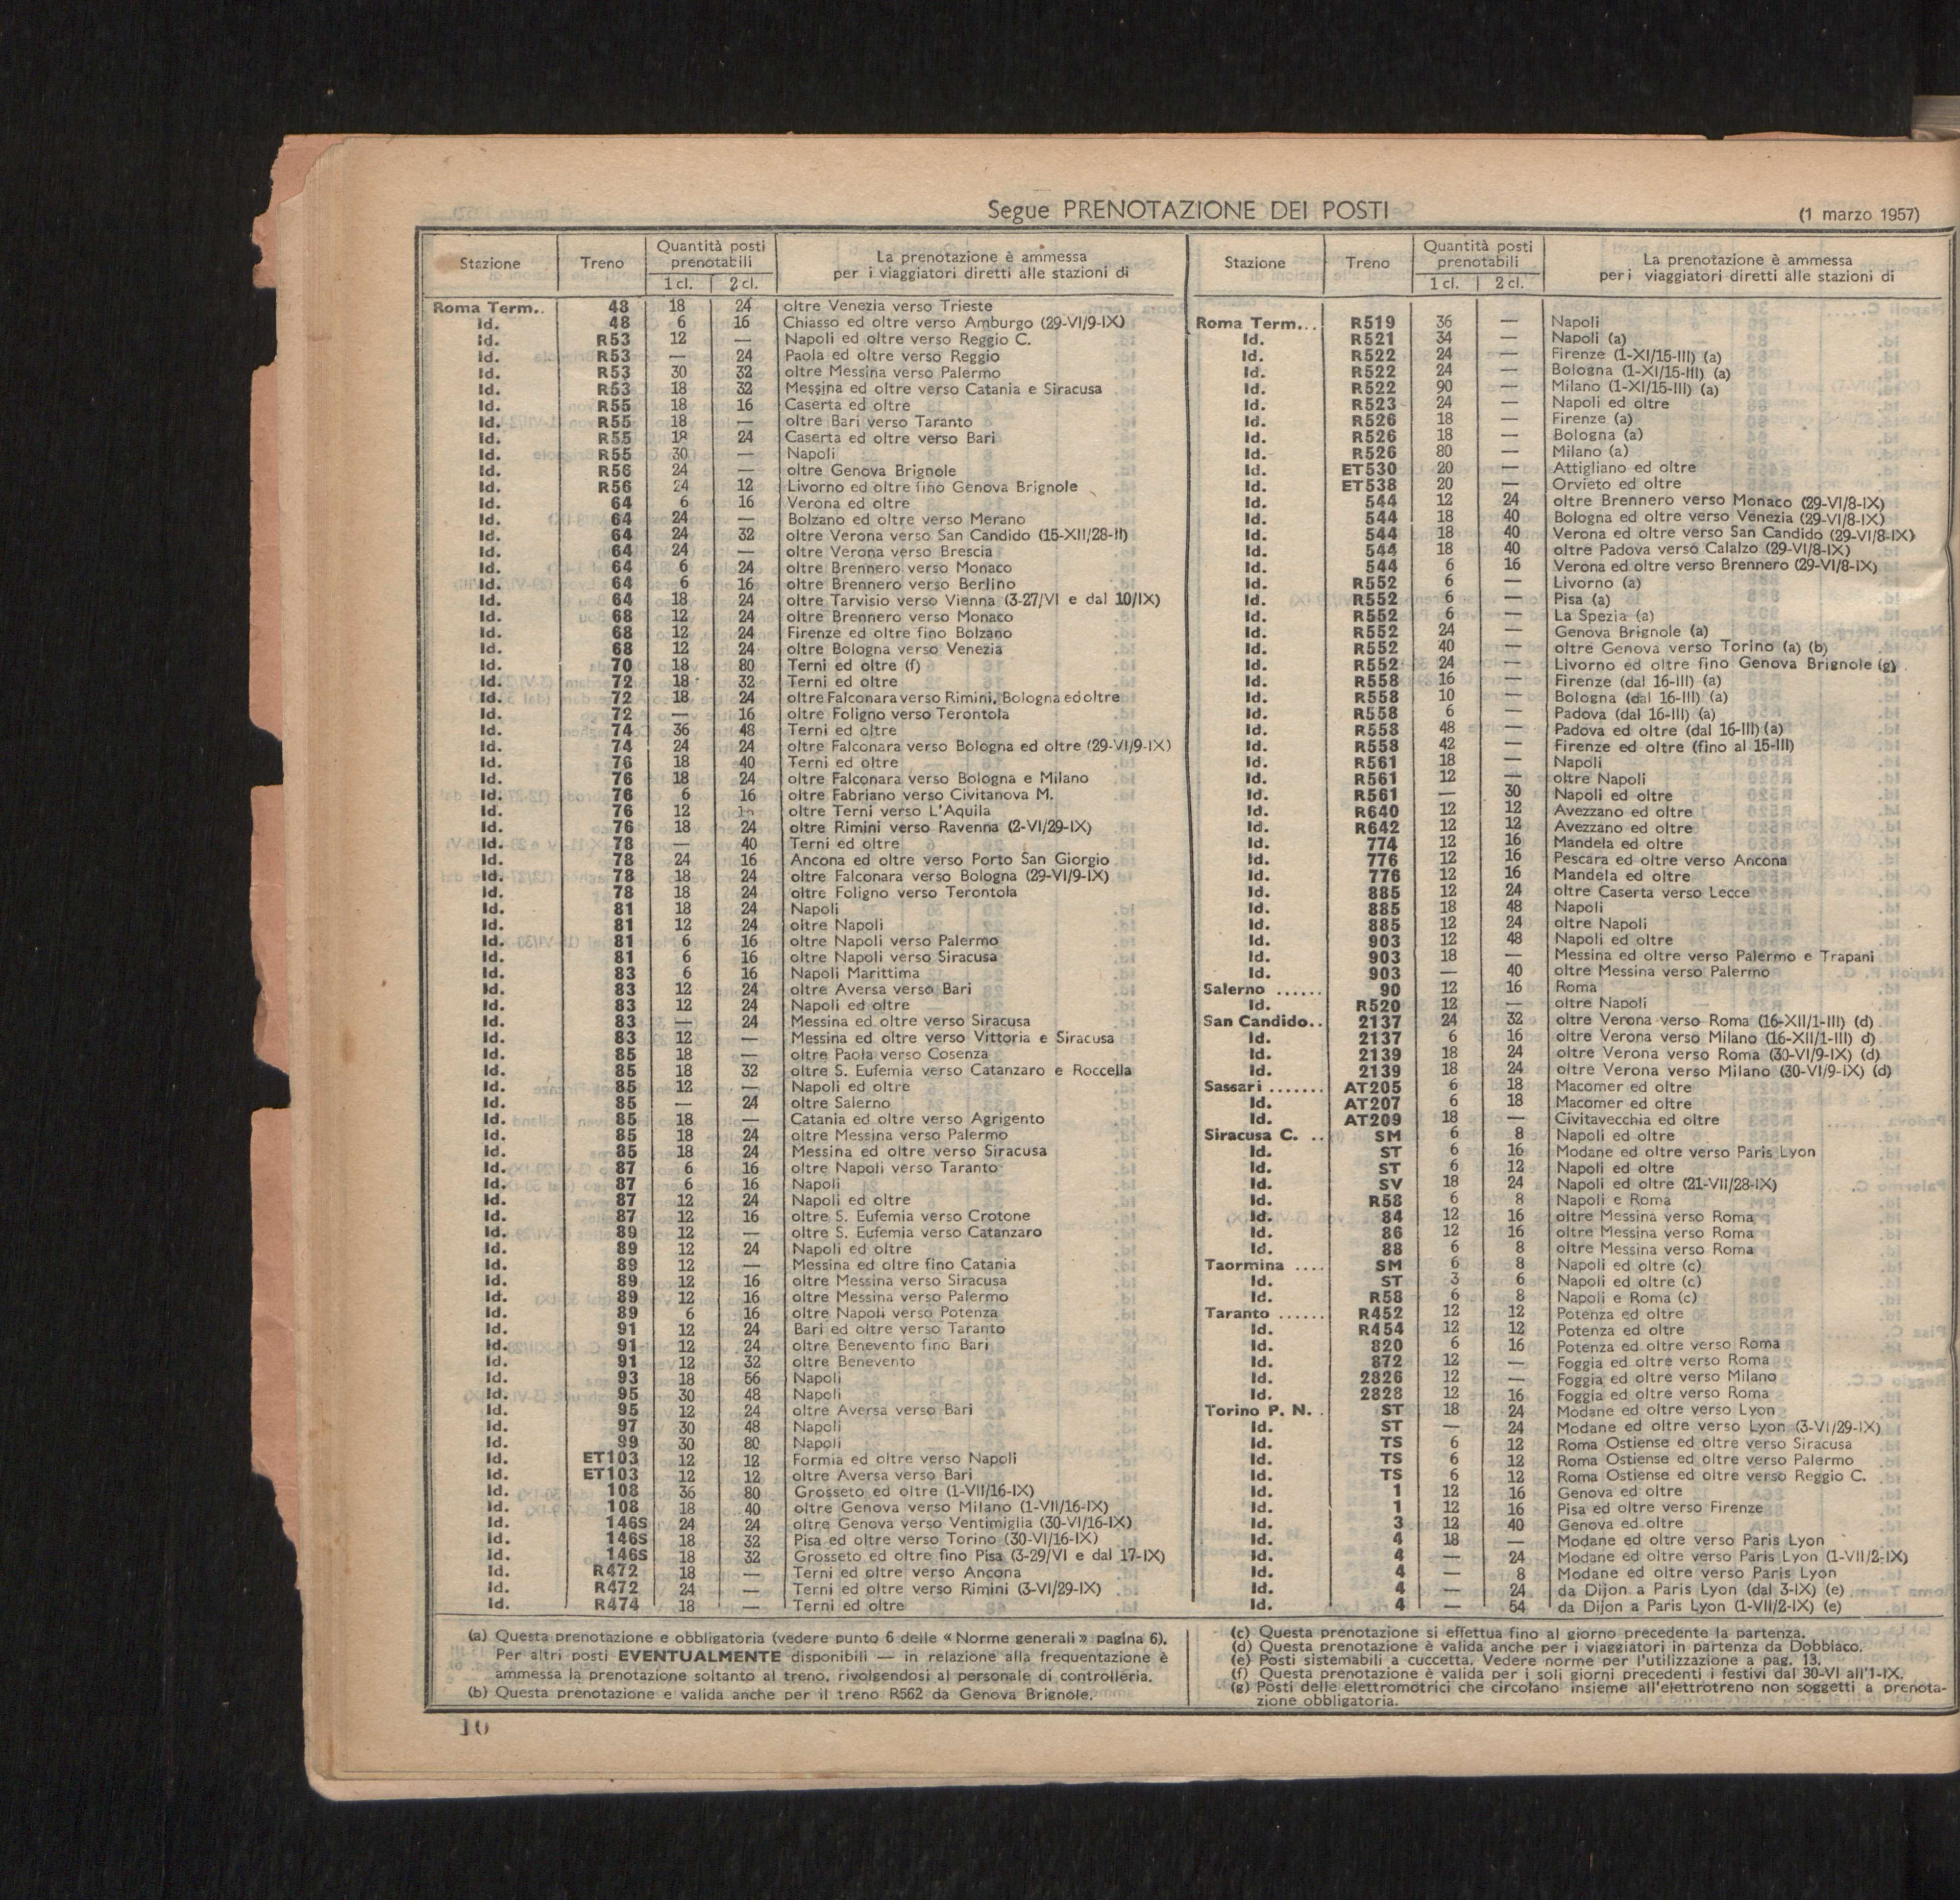 Segue PRENOTAZIONE DEI POSTI
(1 marzo 1957)
Stazione Treno Quantità posti prenotabili 1 cl. 2 cl. La prenotazione è ammessa per i viaggiatori diretti alle stazioni di
Roma Term.. 48 18 24 oltre Venezia verso Trieste
Id. 48 6 16 Chiasso ed oltre verso Amburgo (29-VI/9-IX)
Id. R53 12 — Napoli ed oltre verso Reggio C.
Id. R53 — 24 Paola ed oltre verso Reggio
Id. R53 30 32 oltre Messina verso Palermo
Id. R53 18 32 Messina ed oltre verso Catania e Siracusa
Id. R55 18 16 Caserta ed oltre
Id. R55 18 — oltre Bari verso Taranto
Id. R55 18 24 Caserta ed oltre verso Bari
Id. R55 30 — Napoli
Id. R56 24 — oltre Genova Brignole
Id. R56 24 12 Livorno ed oltre fino Genova Brignole
Id. 64 6 16 Verona ed oltre
Id. 64 24 — Bolzano ed oltre verso Merano
Id. 64 24 32 oltre Verona verso San Candido (15-XII/28-II)
Id. 64 24 — oltre Verona verso Brescia
Id. 64 6 24 oltre Brennero verso Monaco
Id. 64 6 16 oltre Brennero verso Berlino
Id. 64 18 24 oltre Tarvisio verso Vienna (3-27/VI e dal 10/IX)
Id. 68 12 24 oltre Brennero verso Monaco
Id. 68 12 24 Firenze ed oltre fino Bolzano
Id. 68 12 24 oltre Bologna verso Venezia
Id. 70 18 80 Terni ed oltre (f)
Id. 72 18 32 Terni ed oltre
Id. 72 18 24 oltre Falconara verso Rimini, Bologna ed oltre
Id. 72 — 16 oltre Foligno verso Terontola
Id. 74 36 48 Terni ed oltre
Id. 74 24 24 oltre Falconara verso Bologna ed oltre (29-VI/9-IX)
Id. 76 18 40 Terni ed oltre
Id. 76 18 24 oltre Falconara verso Bologna e Milano
Id. 76 6 16 oltre Fabriano verso Civitanova M.
Id. 76 12 oltre Terni verso L'Aquila
Id. 76 18 24 oltre Rimini verso Ravenna (2-VI/29-IX)
Id. 78 — 40 Terni ed oltre
Id. 78 24 16 Ancona ed oltre verso Porto San Giorgio
Id. 78 18 24 oltre Falconara verso Bologna (29-VI/9-IX)
Id. 78 18 24 oltre Foligno verso Terontola
Id. 81 18 24 Napoli
Id. 81 12 24 oltre Napoli
Id. 81 6 16 oltre Napoli verso Palermo
Id. 81 6 16 oltre Napoli verso Siracusa
Id. 83 6 16 Napoli Marittima
Id. 83 12 24 oltre Aversa verso Bari
Id. 83 12 24 Napoli ed oltre
Id. 83 — 24 Messina ed oltre verso Siracusa
Id. 83 12 — Messina ed oltre verso Vittoria e Siracusa
Id. 85 18 — oltre Paola verso Cosenza
Id. 85 18 32 oltre S. Eufemia verso Catanzaro e Roccella
Id. 85 12 — Napoli ed oltre
Id. 85 — 24 oltre Salerno
Id. 85 18 — Catania ed oltre verso Agrigento
Id. 85 18 24 oltre Messina verso Palermo
Id. 85 18 24 Messina ed oltre verso Siracusa
Id. 87 6 16 oltre Napoli verso Taranto
Id. 87 6 16 Napoli
Id. 87 12 24 Napoli ed oltre
Id. 87 12 16 oltre S. Eufemia verso Crotone
Id. 89 12 — oltre S. Eufemia verso Catanzaro
Id. 89 12 24 Napoli ed oltre
Id. 89 12 — Messina ed oltre fino Catania
Id. 89 12 16 oltre Messina verso Siracusa
Id. 89 12 16 oltre Messina verso Palermo
Id. 89 6 16 oltre Napoli verso Potenza
Id. 91 12 24 Bari ed oltre verso Taranto
Id. 91 12 24 oltre Benevento fino Bari
Id. 91 12 32 oltre Benevento
Id. 93 18 56 Napoli
Id. 95 30 48 Napoli
Id. 95 12 24 oltre Aversa verso Bari
Id. 97 30 48 Napoli
Id. 99 30 80 Napoli
Id. ET103 12 12 Formia ed oltre verso Napoli
Id. ET103 12 12 oltre Aversa verso Bari
Id. 108 36 80 Grosseto ed oltre (1-VII/16-IX)
Id. 108 18 40 oltre Genova verso Milano (1-VII/16-IX)
Id. 146S 24 24 oltre Genova verso Ventimiglia (30-VI/16-IX)
Id. 146S 18 32 Pisa ed oltre verso Torino (30-VI/16-IX)
Id. 146S 18 32 Grosseto ed oltre fino Pisa (3-29/VI e dal 17-IX)
Id. R472 18 — Terni ed oltre verso Ancona
Id. R472 24 — Terni ed oltre verso Rimini (3-VI/29-IX)
Id. R474 18 — Terni ed oltre
Stazione Treno Quantità posti prenotabili 1 cl. 2 cl. La prenotazione è ammessa per i viaggiatori diretti alle stazioni di
Roma Term... R519 36 — Napoli
Id. R521 34 — Napoli (a)
Id. R522 24 — Firenze (1-XI/15-III) (a)
Id. R522 24 — Bologna (1-XI/15-III) (a)
Id. R522 90 — Milano (1-XI/15-III) (a)
Id. R523 24 — Napoli ed oltre
Id. R526 18 — Firenze (a)
Id. R526 18 — Bologna (a)
Id. R526 80 — Milano (a)
Id. ET530 20 — Attigliano ed oltre
Id. ET538 20 — Orvieto ed oltre
Id. 544 12 24 oltre Brennero verso Monaco (29-VI/8-IX)
Id. 544 18 40 Bologna ed oltre verso Venezia (29-VI/8-IX)
Id. 544 18 40 Verona ed oltre verso San Candido (29-VI/8-IX)
Id. 544 18 40 oltre Padova verso Calalzo (29-VI/8-IX)
Id. 544 6 16 Verona ed oltre verso Brennero (29-VI/8-IX)
Id. R552 6 — Livorno (a)
Id. R552 6 — Pisa (a)
Id. R552 6 — La Spezia (a)
Id. R552 24 — Genova Brignole (a)
Id. R552 40 — oltre Genova verso Torino (a) (b)
Id. R552 24 — Livorno ed oltre fino Genova Brignole (g)
Id. R558 16 — Firenze (dal 16-III) (a)
Id. R558 10 — Bologna (dal 16-III) (a)
Id. R558 6 — Padova (dal 16-III) (a)
Id. R558 48 — Padova ed oltre (dal 16-III) (a)
Id. R558 42 — Firenze ed oltre (fino al 15-III)
Id. R561 18 — Napoli
Id. R561 12 — oltre Napoli
Id. R561 — 30 Napoli ed oltre
Id. R640 12 12 Avezzano ed oltre
Id. R642 12 12 Avezzano ed oltre
Id. 774 12 16 Mandela ed oltre
Id. 776 12 16 Pescara ed oltre verso Ancona
Id. 776 12 16 Mandela ed oltre
Id. 885 12 24 oltre Caserta verso Lecce
Id. 885 18 48 Napoli
Id. 885 12 24 oltre Napoli
Id. 903 12 48 Napoli ed oltre
Id. 903 18 — Messina ed oltre verso Palermo e Trapani
Id. 903 — 40 oltre Messina verso Palermo
Salerno ...... 90 12 16 Roma
Id. R520 12 — oltre Napoli
San Candido.. 2137 24 32 oltre Verona verso Roma (16-XII/1-III) (d)
Id. 2137 6 16 oltre Verona verso Milano (16-XII/1-III) d)
Id. 2139 18 24 oltre Verona verso Roma (30-VI/9-IX) (d)
Id. 2139 18 24 oltre Verona verso Milano (30-VI/9-IX) (d)
Sassari ....... AT205 6 18 Macomer ed oltre
Id. AT207 6 18 Macomer ed oltre
Id. AT209 18 — Civitavecchia ed oltre
Siracusa C. .. SM 6 8 Napoli ed oltre
Id. ST 6 16 Modane ed oltre verso Paris Lyon
Id. ST 6 12 Napoli ed oltre
Id. SV 18 24 Napoli ed oltre (21-VII/28-IX)
Id. R58 6 8 Napoli e Roma
Id. 84 12 16 oltre Messina verso Roma
Id. 86 12 16 oltre Messina verso Roma
Id. 88 6 8 oltre Messina verso Roma
Taormina .... SM 6 8 Napoli ed oltre (c)
Id. ST 3 6 Napoli ed oltre (c)
Id. R58 6 8 Napoli e Roma (c)
Taranto ...... R452 12 12 Potenza ed oltre
Id. R454 12 12 Potenza ed oltre
Id. 820 6 16 Potenza ed oltre verso Roma
Id. 872 12 — Foggia ed oltre verso Roma
Id. 2826 12 — Foggia ed oltre verso Milano
Id. 2828 12 16 Foggia ed oltre verso Roma
Torino P. N. . ST 18 24 Modane ed oltre verso Lyon
Id. ST — 24 Modane ed oltre verso Lyon (3-VI/29-IX)
Id. TS 6 12 Roma Ostiense ed oltre verso Siracusa
Id. TS 6 12 Roma Ostiense ed oltre verso Palermo
Id. TS 6 12 Roma Ostiense ed oltre verso Reggio C.
Id. 1 12 16 Genova ed oltre
Id. 1 12 16 Pisa ed oltre verso Firenze
Id. 3 12 40 Genova ed oltre
Id. 4 18 — Modane ed oltre verso Paris Lyon
Id. 4 — 24 Modane ed oltre verso Paris Lyon (1-VII/2-IX)
Id. 4 — 8 Modane ed oltre verso Paris Lyon
Id. 4 — 24 da Dijon a Paris Lyon (dal 3-IX) (e)
Id. 4 — 54 da Dijon a Paris Lyon (1-VII/2-IX) (e)
(a) Questa prenotazione e obbligatoria (vedere punto 6 delle « Norme generali » pagina 6).
Per altri posti EVENTUALMENTE disponibili — in relazione alla frequentazione è
ammessa la prenotazione soltanto al treno, rivolgendosi al personale di controlleria.
(b) Questa prenotazione e valida anche per il treno R562 da Genova Brignole.
(c) Questa prenotazione si effettua fino al giorno precedente la partenza.
(d) Questa prenotazione è valida anche per i viaggiatori in partenza da Dobbiaco.
(e) Posti sistemabili a cuccetta. Vedere norme per l'utilizzazione a pag. 13.
(f) Questa prenotazione è valida per i soli giorni precedenti i festivi dal 30-VI all'1-IX.
(g) Posti delle elettromotrici che circolano insieme all'elettrotreno non soggetti a prenota-
zione obbligatoria.
10